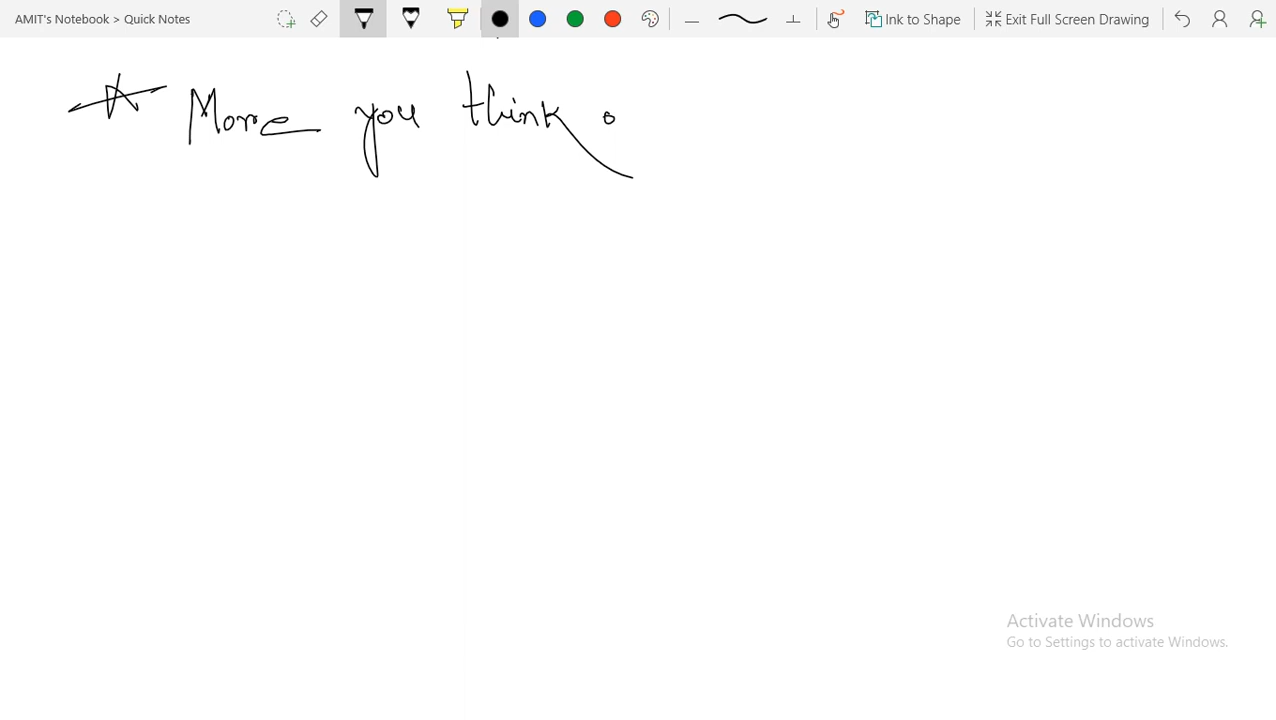 AMIT's Notebook > Quick Notes
Ink to Shape
Exit Full Screen Drawing
More you think o
Activate Windows
Go to Settings to activate Windows.